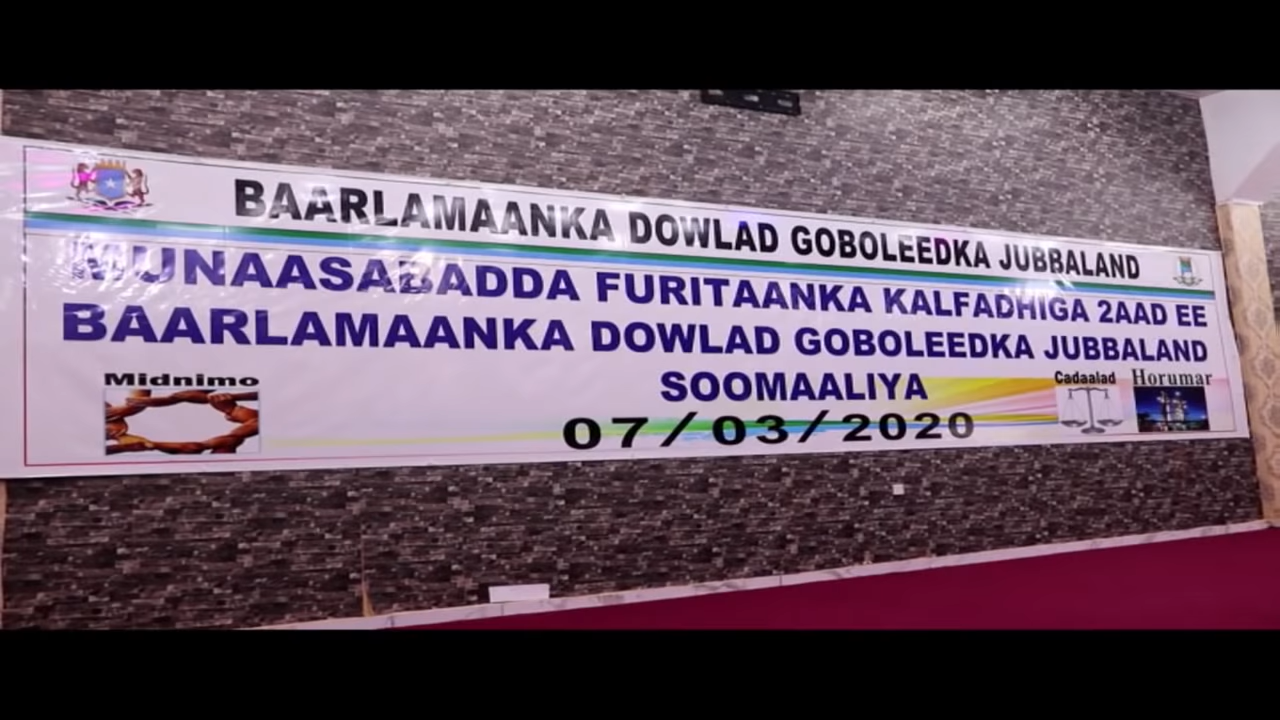 BAARLAMAANKA DOWLAD GOBOLEEDKA JUBBALAND
MUNAASABADDA FURITAANKA KALFADHIGA 2AAD EE
BAARLAMAANKA DOWLAD GOBOLEEDKA JUBBALAND
SOOMAALIYA
07/03/2020
Midnimo
Cadaalad
Horumar